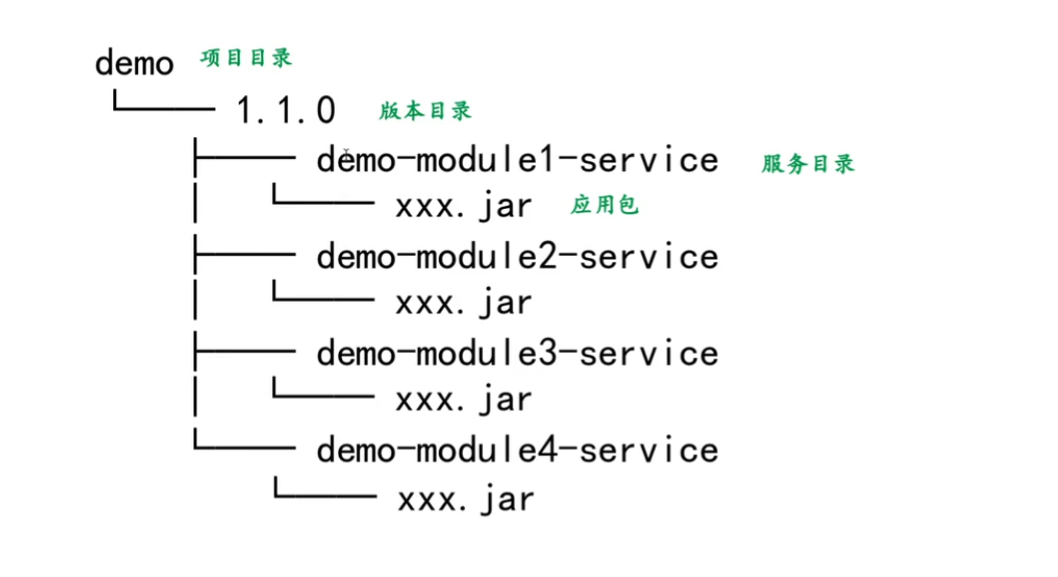 demo 项目目录
└── 1.1.0 版本目录
├── demo-module1-service 服务目录
│ └── xxx.jar 应用包
├── demo-module2-service
│ └── xxx.jar
├── demo-module3-service
│ └── xxx.jar
└── demo-module4-service
└── xxx.jar